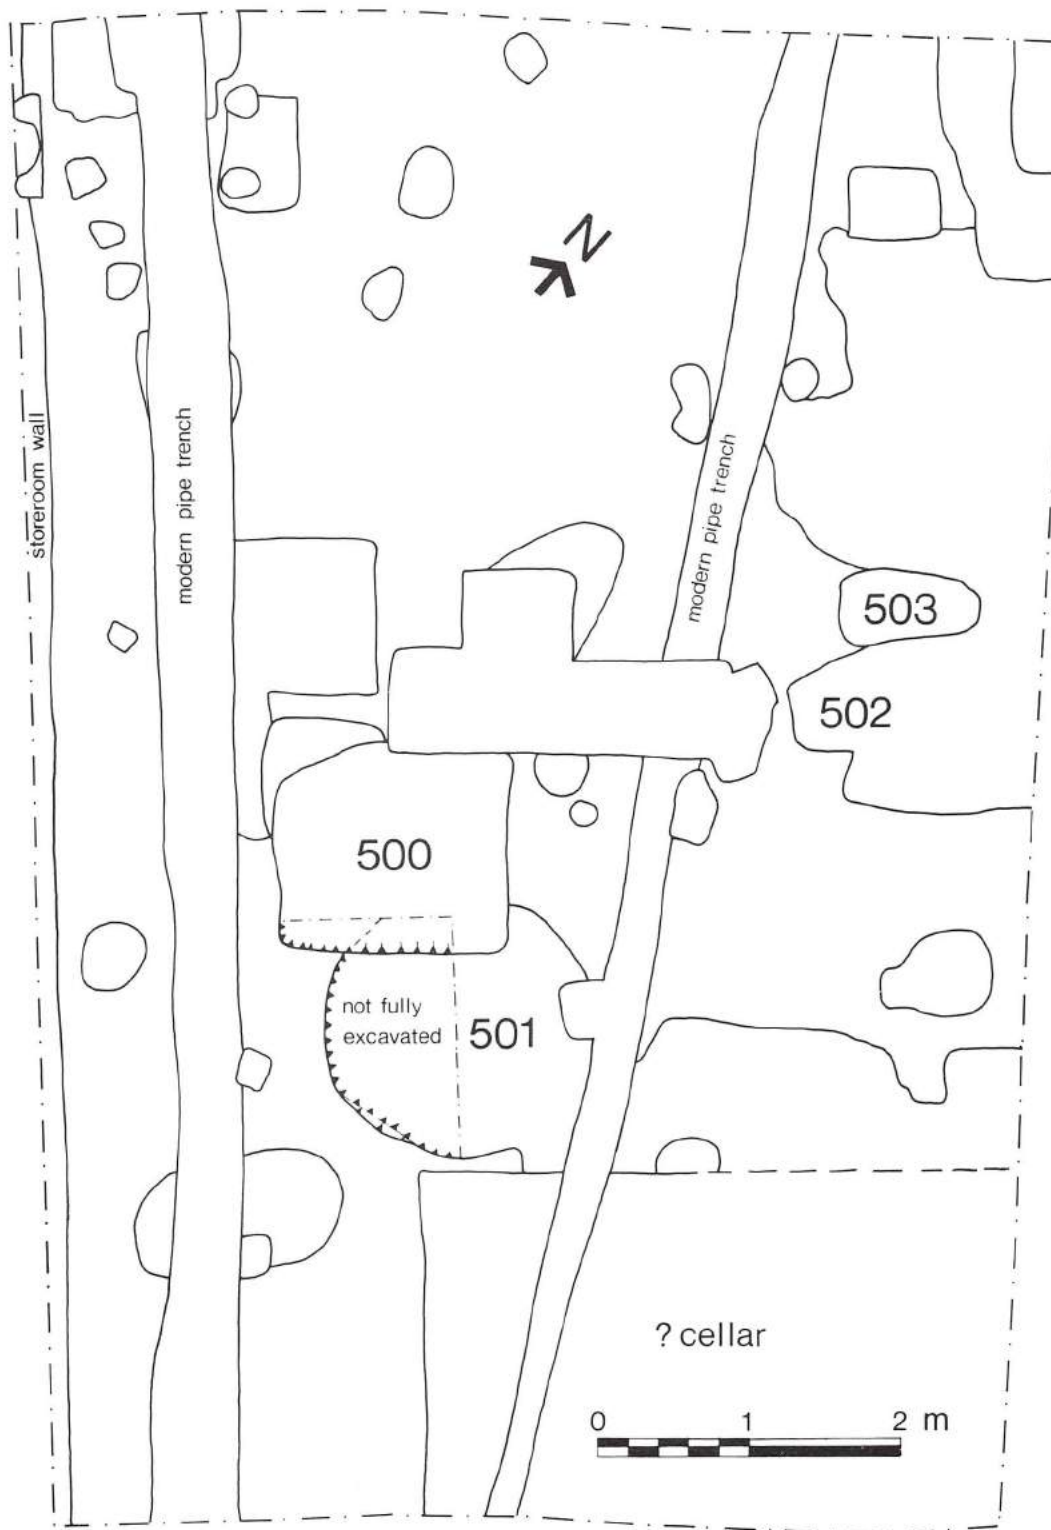 N
storeroom wall
modern pipe trench
modern pipe trench
503
502
500
not fully
excavated
501
? cellar
0 1 2 m